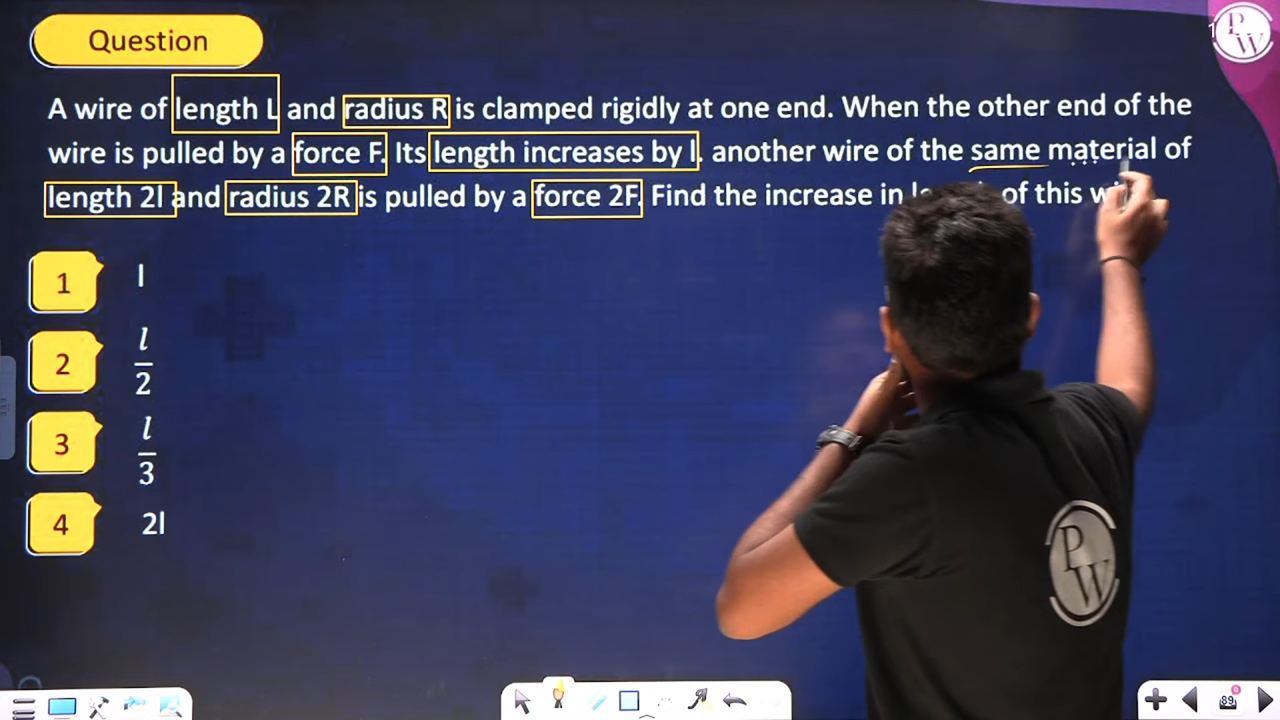 Question
A wire of length L and radius R is clamped rigidly at one end. When the other end of the
wire is pulled by a force F. Its length increases by l. another wire of the same material of
length 2l and radius 2R is pulled by a force 2F. Find the increase in of this
1 l
2 l/2
3 l/3
4 2l
P
W
P
W
89